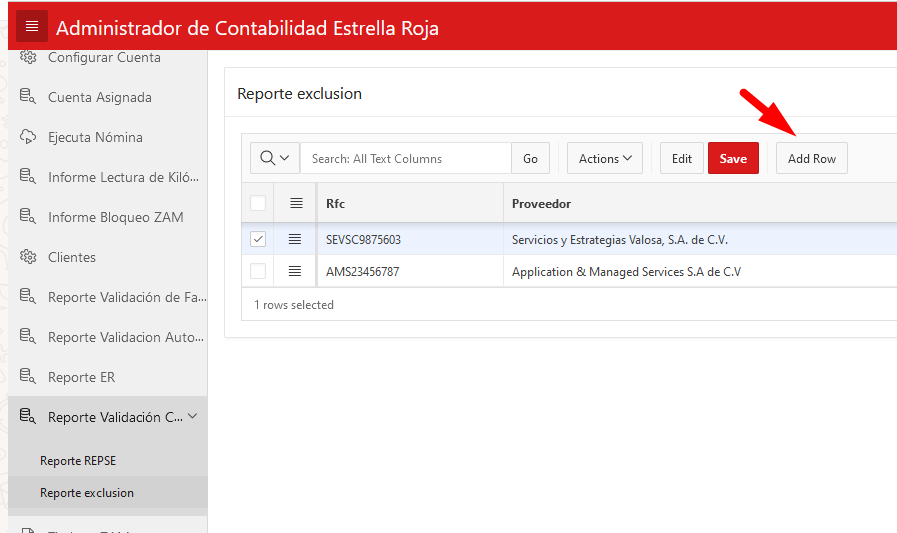 Administrador de Contabilidad Estrella Roja
Configurar Cuenta
Cuenta Asignada
Ejecuta Nómina
Informe Lectura de Kiló...
Informe Bloqueo ZAM
Clientes
Reporte Validación de Fa...
Reporte Validacion Auto...
Reporte ER
Reporte Validación C...
Reporte REPSE
Reporte exclusion
Reporte exclusion
Search: All Text Columns Go Actions Edit Save Add Row
Rfc Proveedor
SEVSC9875603 Servicios y Estrategias Valosa, S.A. de C.V.
AMS23456787 Application & Managed Services S.A de C.V
1 rows selected